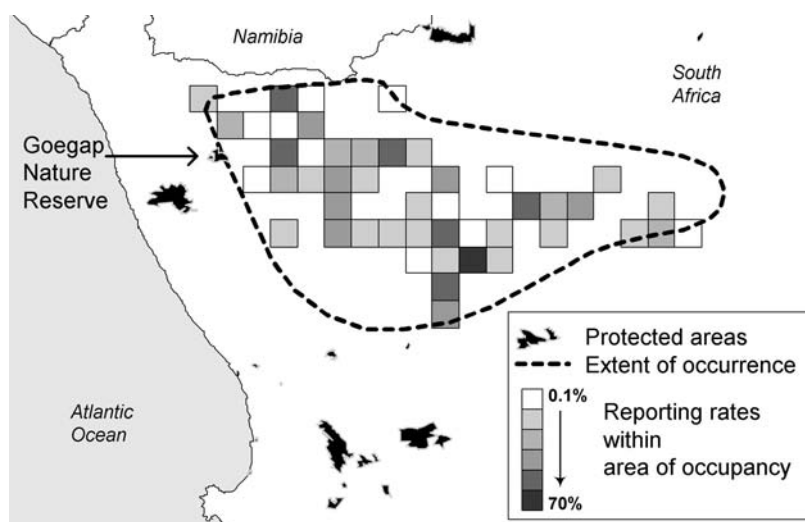 Namibia
South
Africa
Goegap
Nature
Reserve
Atlantic
Ocean
Protected areas
Extent of occurrence
0.1%
Reporting rates
within
area of occupancy
70%